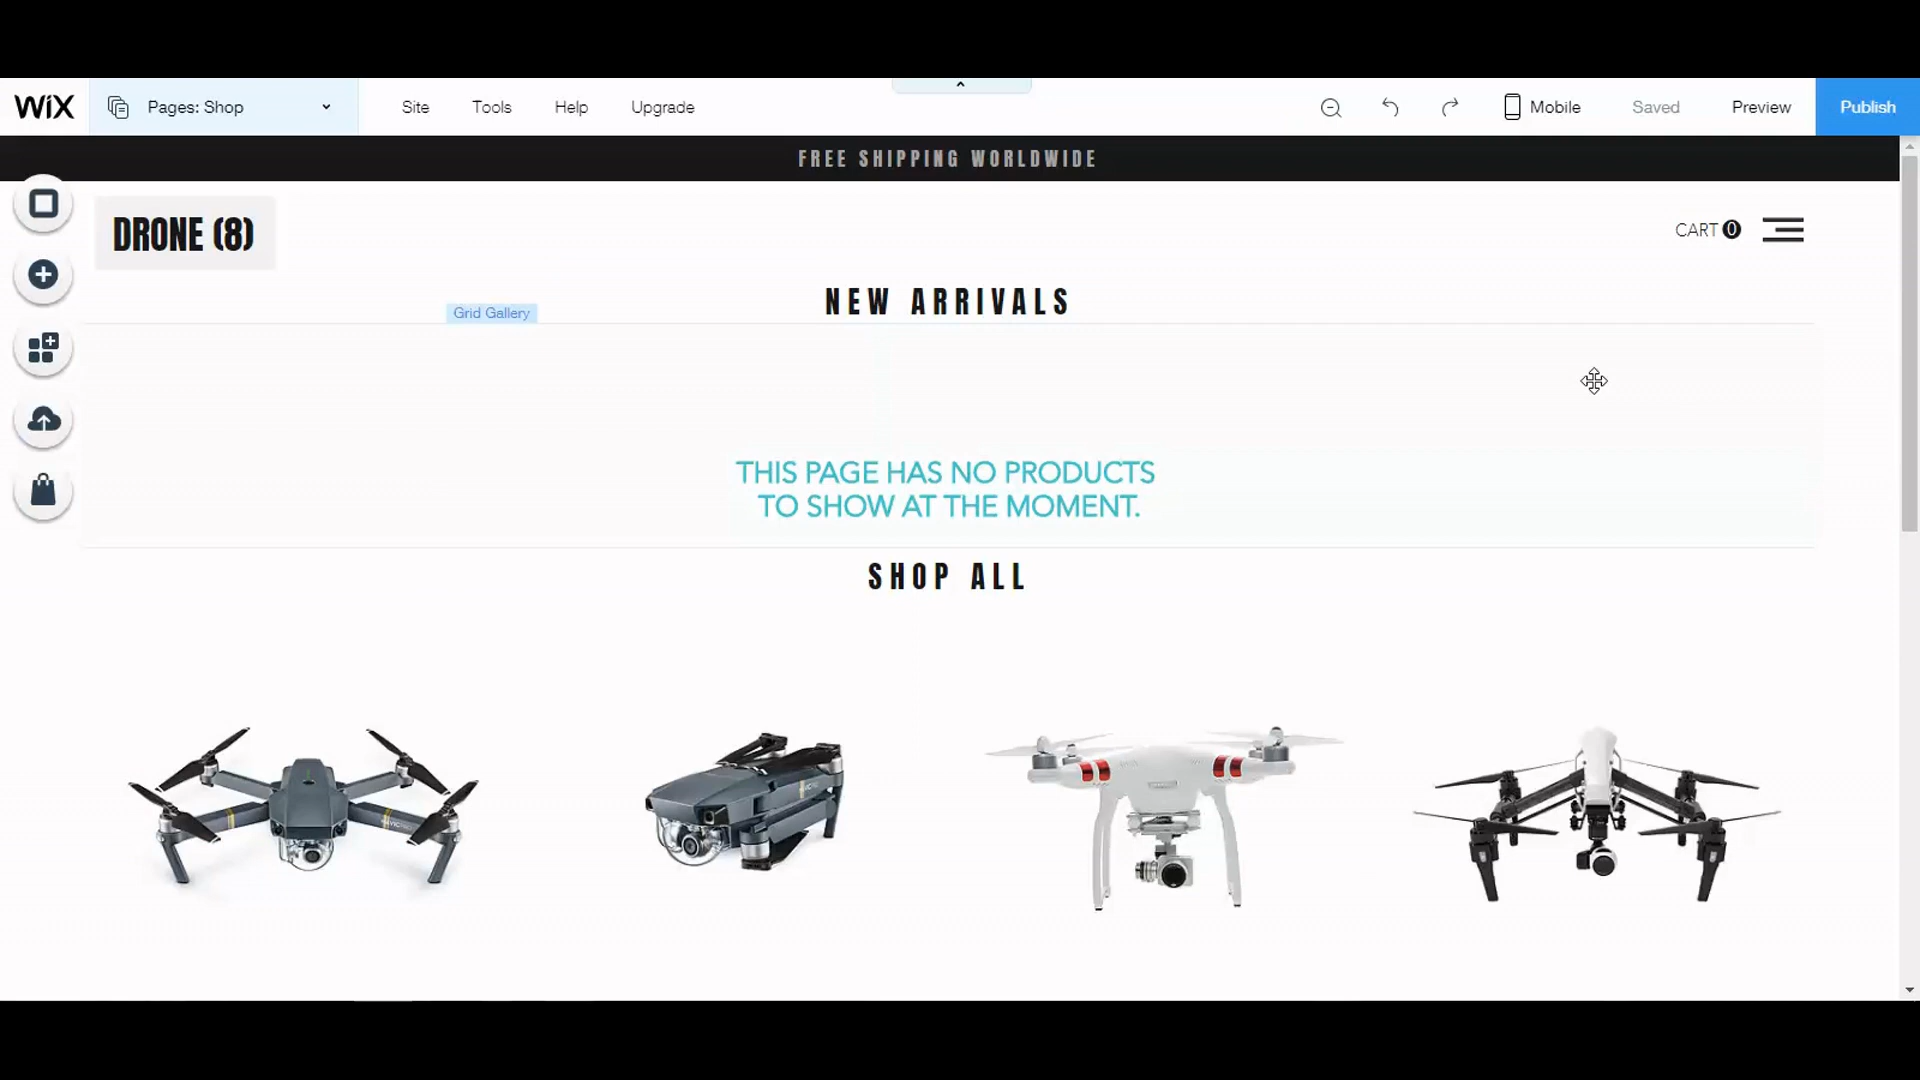 WiX
Pages: Shop
Site
Tools
Help
Upgrade
Mobile
Saved
Preview
Publish
FREE SHIPPING WORLDWIDE
DRONE (8)
CART 0
NEW ARRIVALS
Grid Gallery
THIS PAGE HAS NO PRODUCTS
TO SHOW AT THE MOMENT.
SHOP ALL